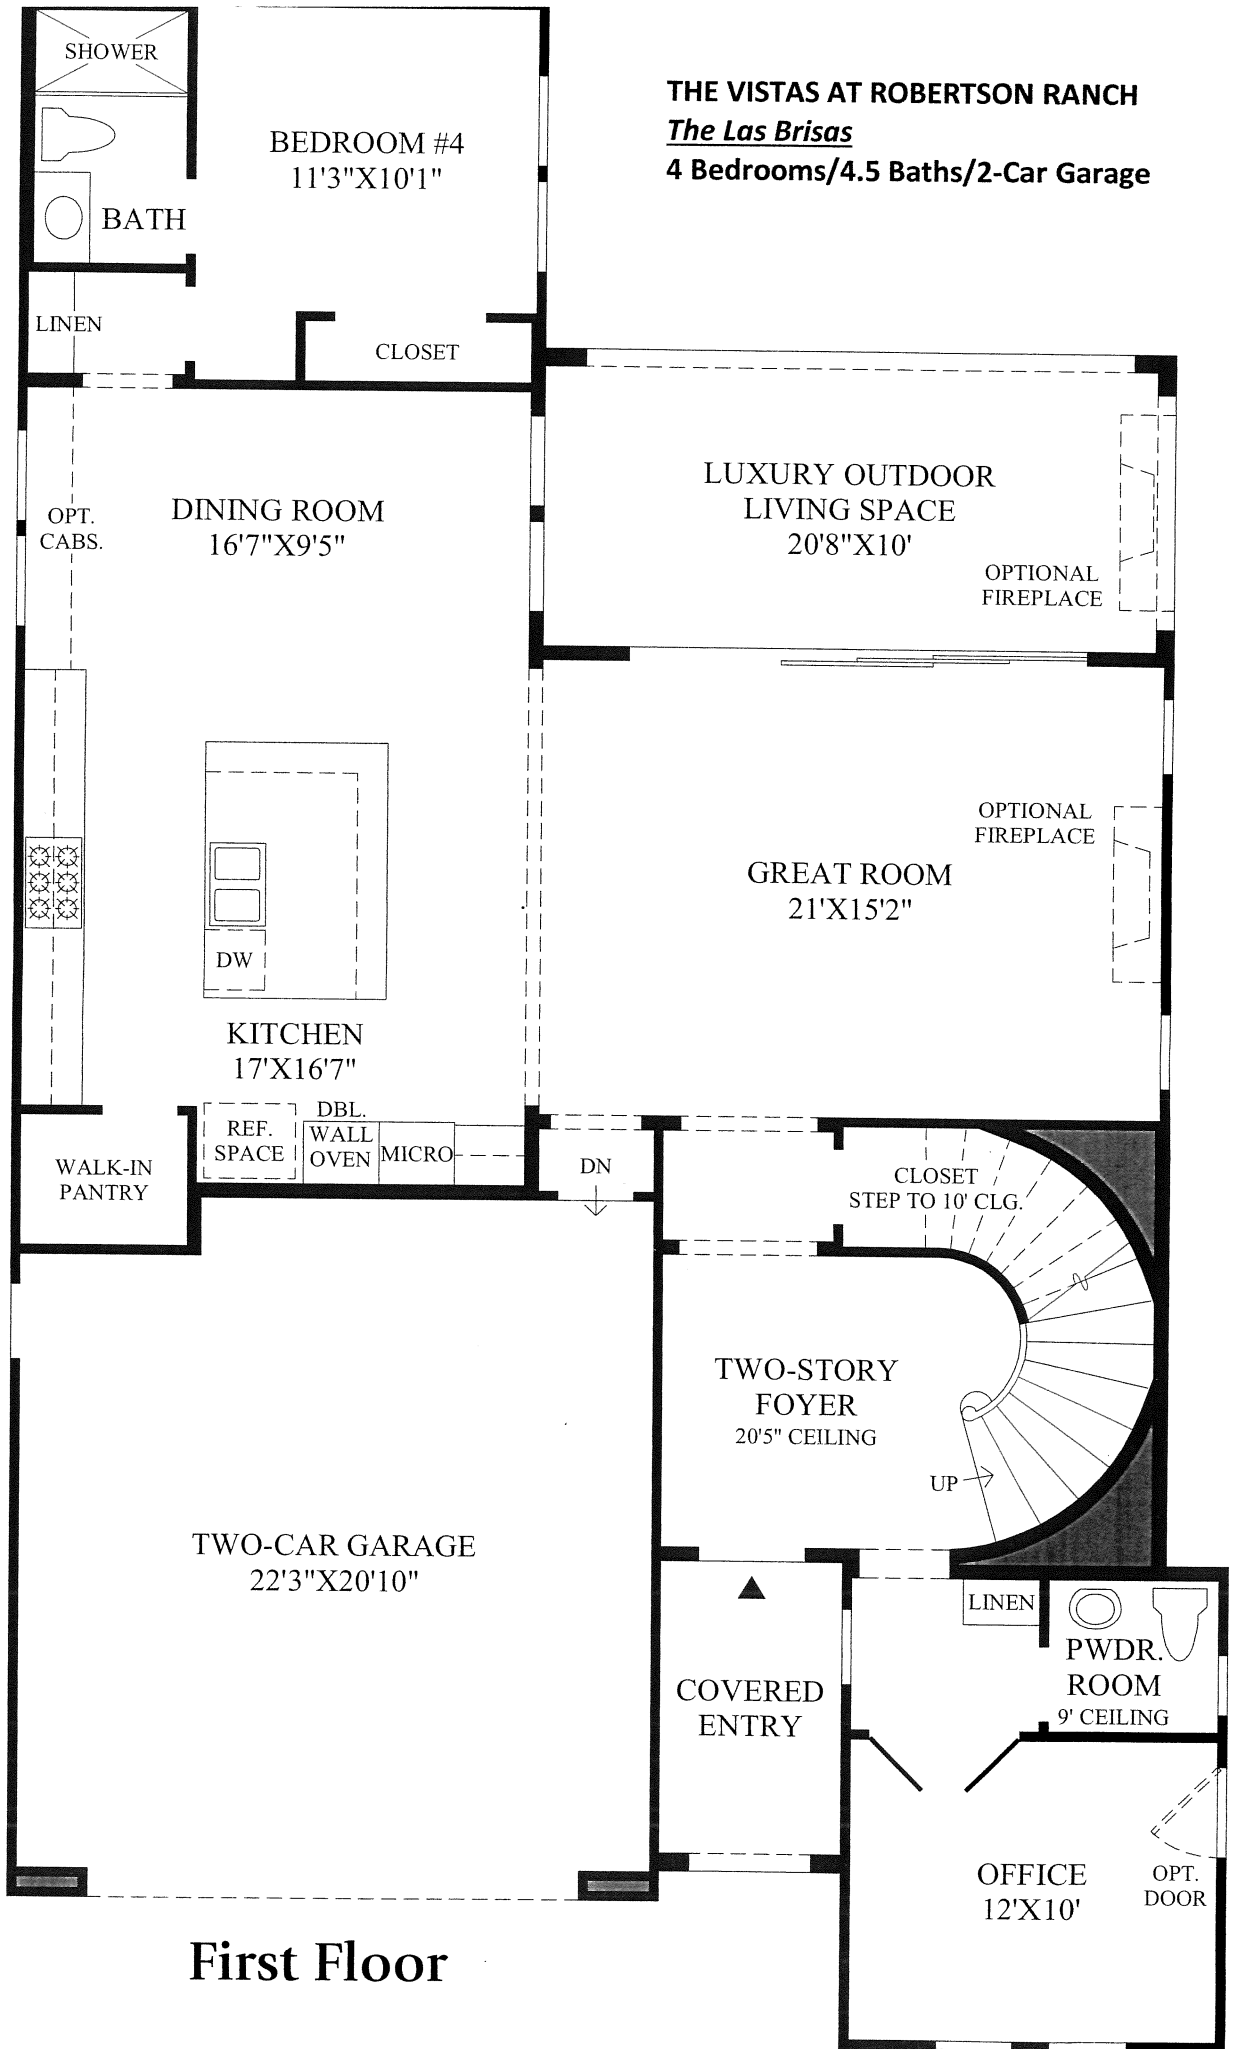 SHOWER
BEDROOM #4
11'3"X10'1"
THE VISTAS AT ROBERTSON RANCH
The Las Brisas
4 Bedrooms/4.5 Baths/2-Car Garage
BATH
LINEN
CLOSET
DINING ROOM
16'7"X9'5"
OPT.
CABS.
LUXURY OUTDOOR
LIVING SPACE
20'8"X10'
OPTIONAL
FIREPLACE
OPTIONAL
FIREPLACE
GREAT ROOM
21'X15'2"
DW
KITCHEN
17'X16'7"
REF.
SPACE
DBL.
WALL
OVEN
MICRO
WALK-IN
PANTRY
DN
CLOSET
STEP TO 10' CLG.
TWO-STORY
FOYER
20'5" CEILING
UP
TWO-CAR GARAGE
22'3"X20'10"
LINEN
PWDR.
ROOM
9' CEILING
COVERED
ENTRY
OFFICE
12'X10'
OPT.
DOOR
First Floor